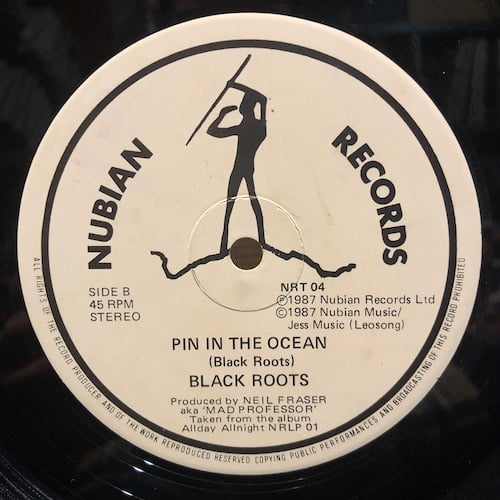 NUBIAN RECORDS
SIDE B
45 RPM
STEREO
NRT 04
Ⓟ1987 Nubian Records Ltd
©1987 Nubian Music/
Jess Music (Leosong)
PIN IN THE OCEAN
(Black Roots)
BLACK ROOTS
Produced by NEIL FRASER
aka 'MAD PROFESSOR'
Taken from the album
Allday Allnight NRLP 01
ALL RIGHTS OF THE RECORD PRODUCER AND OF THE WORK REPRODUCED RESERVED COPYING PUBLIC PERFORMANCES AND BROADCASTING OF THIS RECORD PROHIBITED